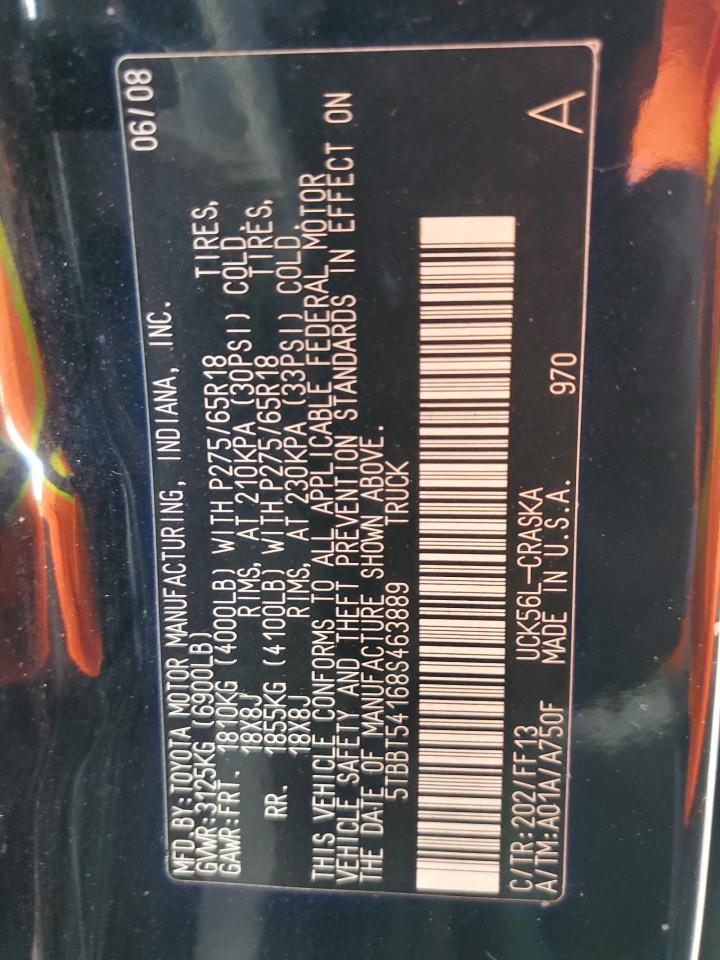 06/08
MFD BY:TOYOTA MOTOR MANUFACTURING, INDIANA, INC.
GVWR:3125KG (6900LB)
GAWR:FRT. 1810KG (4000LB) WITH P275/65R18 TIRES,
18X8J RIMS, AT 210KPA (30PSI) COLD.
RR. 1855KG (4100LB) WITH P275/65R18 TIRES,
18X8J RIMS, AT 230KPA (33PSI) COLD.
THIS VEHICLE CONFORMS TO ALL APPLICABLE FEDERAL MOTOR
VEHICLE SAFETY AND THEFT PREVENTION STANDARDS IN EFFECT ON
THE DATE OF MANUFACTURE SHOWN ABOVE.
5TBBT54168S463889 TRUCK
C/TR:202/FF13 UCK56L-CRASKA
A/TM:A01A/A750F MADE IN U.S.A. 970 A